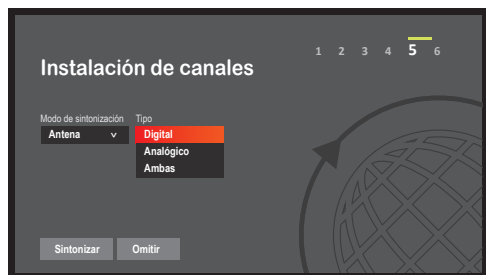 1 2 3 4 5 6
Instalación de canales
Modo de sintonización Tipo
Antena v Digital
Analógico
Ambas
Sintonizar Omitir